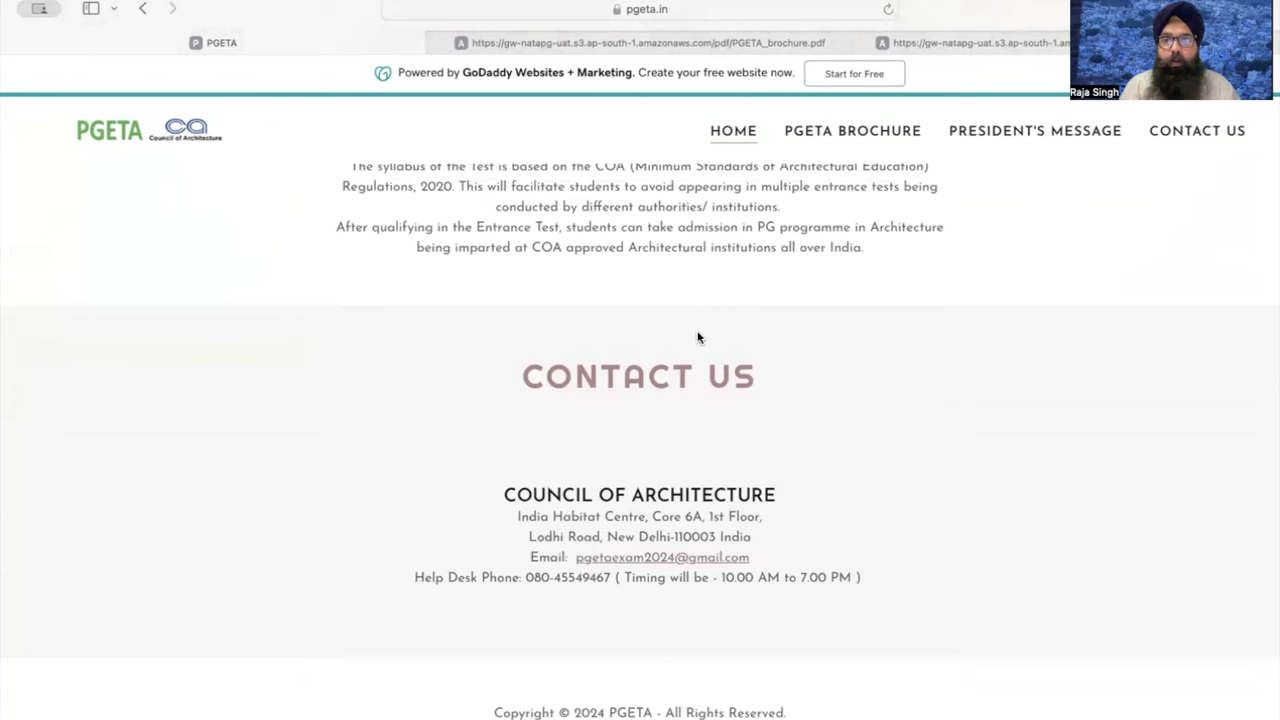 pgeta.in
P PGETA
A https://gw-natapg-uat.s3.ap-south-1.amazonaws.com/pdf/PGETA_brochure.pdf
A https://gw-natapg-uat.s3.ap-south-1.am
Powered by GoDaddy Websites + Marketing. Create your free website now.
Start for Free
Raja Singh
PGETA ca Council of Architecture
HOME PGETA BROCHURE PRESIDENT'S MESSAGE CONTACT US
The syllabus of the Test is based on the COA (Minimum Standards of Architectural Education)
Regulations, 2020. This will facilitate students to avoid appearing in multiple entrance tests being
conducted by different authorities/ institutions.
After qualifying in the Entrance Test, students can take admission in PG programme in Architecture
being imparted at COA approved Architectural institutions all over India.
CONTACT US
COUNCIL OF ARCHITECTURE
India Habitat Centre, Core 6A, 1st Floor,
Lodhi Road, New Delhi-110003 India
Email: pgetaexam2024@gmail.com
Help Desk Phone: 080-45549467 ( Timing will be - 10.00 AM to 7.00 PM )
Copyright © 2024 PGETA - All Rights Reserved.